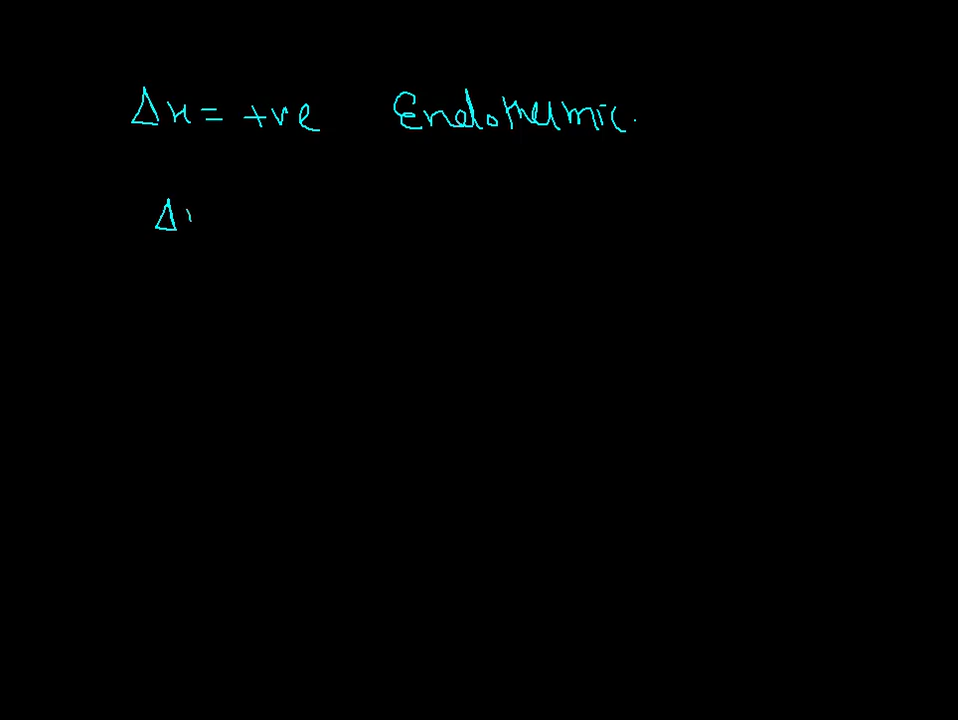 ΔH = +ve Endothermic.
Δ